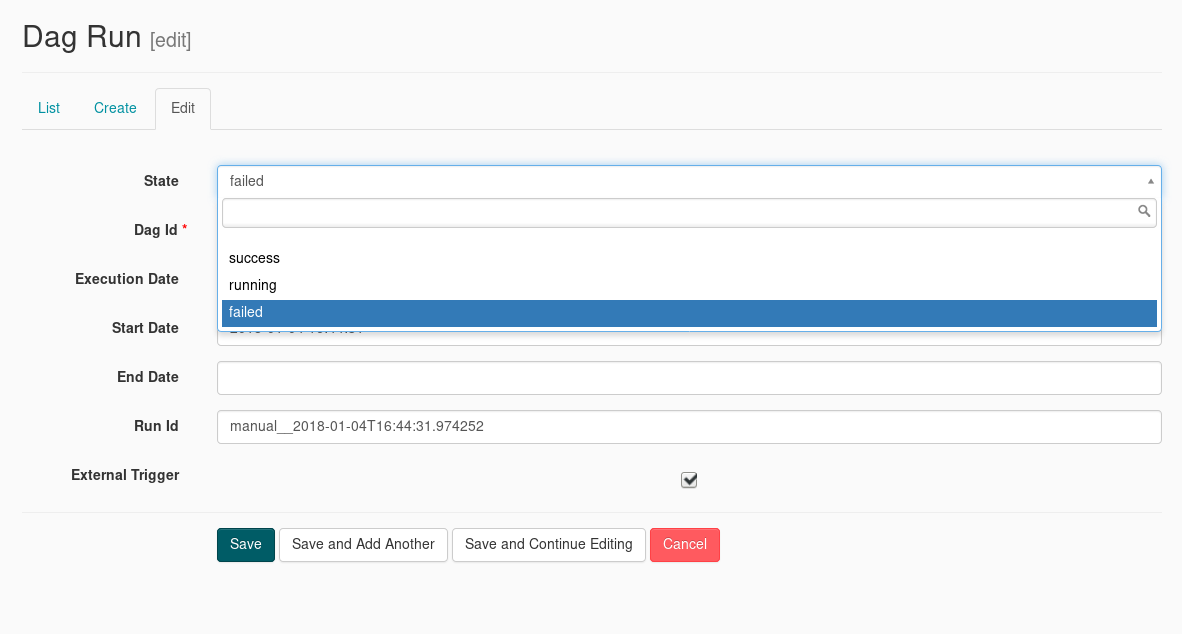 Dag Run [edit]
List Create Edit
State failed
Dag Id *
success
Execution Date
running
failed
Start Date
End Date
Run Id manual__2018-01-04T16:44:31.974252
External Trigger
Save Save and Add Another Save and Continue Editing Cancel